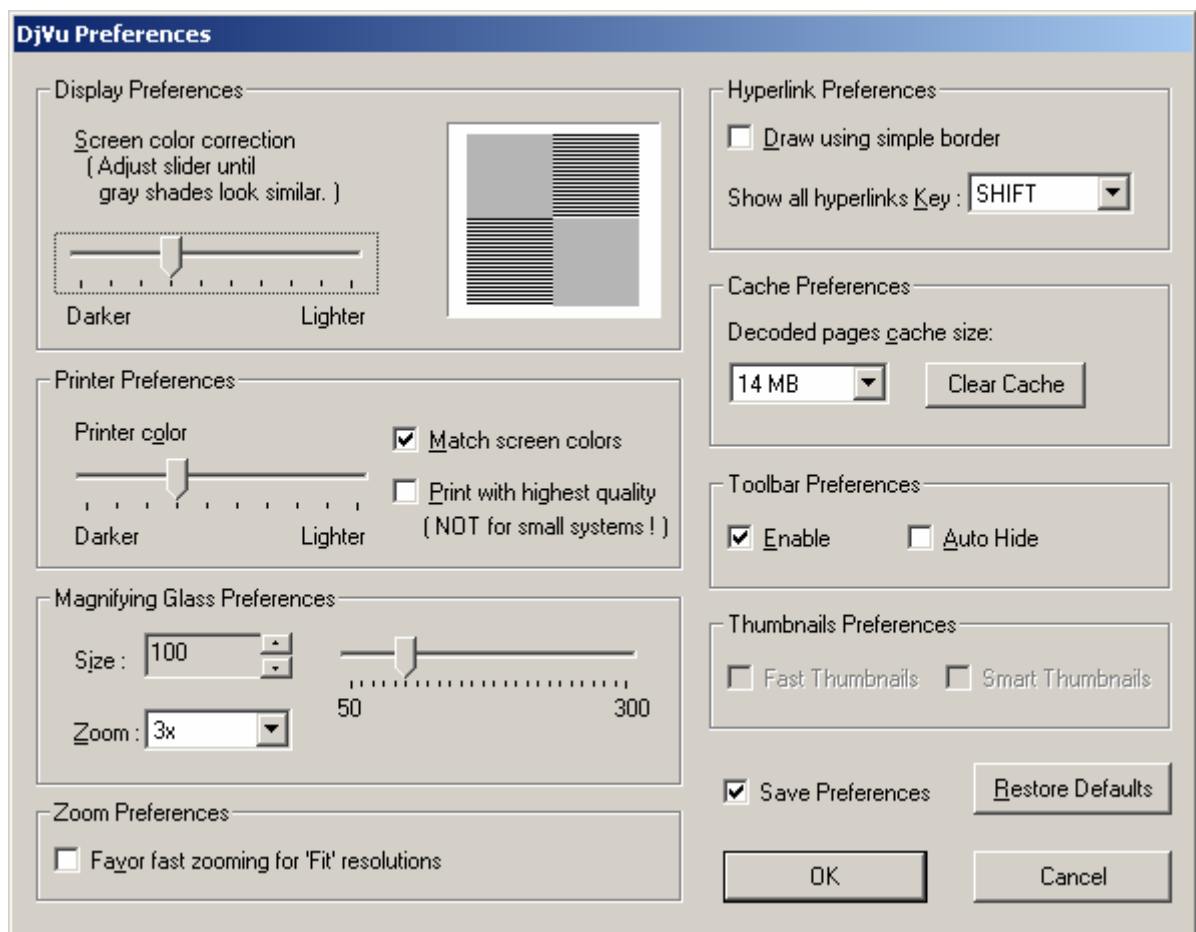 DjVu Preferences
Display Preferences
Screen color correction
( Adjust slider until
gray shades look similar. )
Darker Lighter
Printer Preferences
Printer color
Darker Lighter
Match screen colors
Print with highest quality
( NOT for small systems ! )
Magnifying Glass Preferences
Size : 100
50 300
Zoom : 3x
Zoom Preferences
Favor fast zooming for 'Fit' resolutions
Hyperlink Preferences
Draw using simple border
Show all hyperlinks Key : SHIFT
Cache Preferences
Decoded pages cache size:
14 MB Clear Cache
Toolbar Preferences
Enable Auto Hide
Thumbnails Preferences
Fast Thumbnails Smart Thumbnails
Save Preferences Restore Defaults
OK Cancel